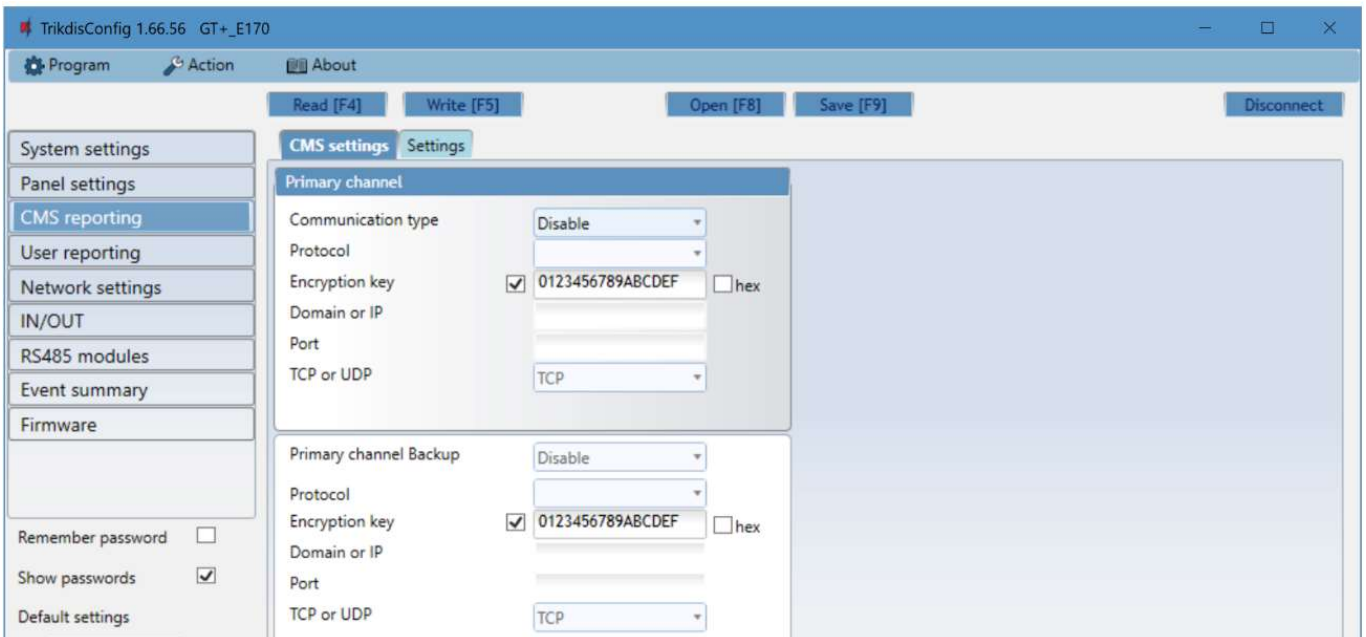 TrikdisConfig 1.66.56 GT+_E170
Program Action About
Read [F4] Write [F5] Open [F8] Save [F9] Disconnect
System settings
Panel settings
CMS reporting
User reporting
Network settings
IN/OUT
RS485 modules
Event summary
Firmware
Remember password
Show passwords
Default settings
CMS settings Settings
Primary channel
Communication type Disable
Protocol
Encryption key 0123456789ABCDEF hex
Domain or IP
Port
TCP or UDP TCP
Primary channel Backup Disable
Protocol
Encryption key 0123456789ABCDEF hex
Domain or IP
Port
TCP or UDP TCP